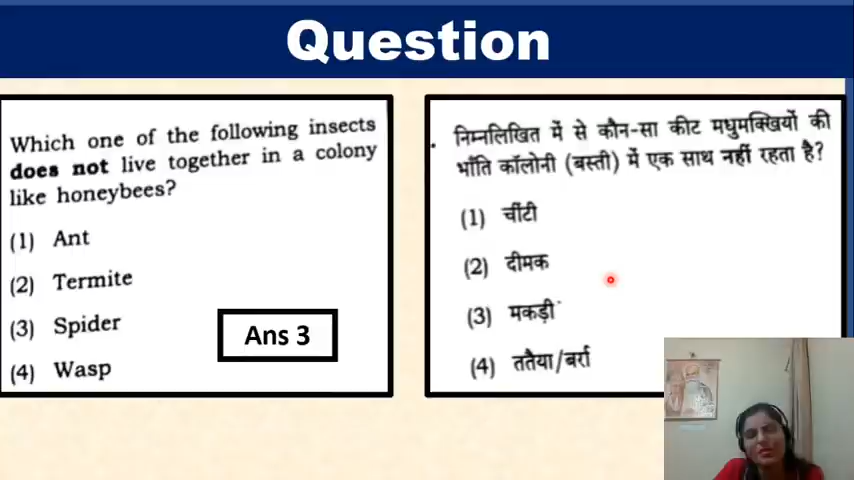 Question
Which one of the following insects
does not live together in a colony
like honeybees?
(1) Ant
(2) Termite
(3) Spider
(4) Wasp
Ans 3
निम्नलिखित में से कौन-सा कीट मधुमक्खियों की
भाँति कॉलोनी (बस्ती) में एक साथ नहीं रहता है?
(1) चींटी
(2) दीमक
(3) मकड़ी
(4) ततैया/बर्रा